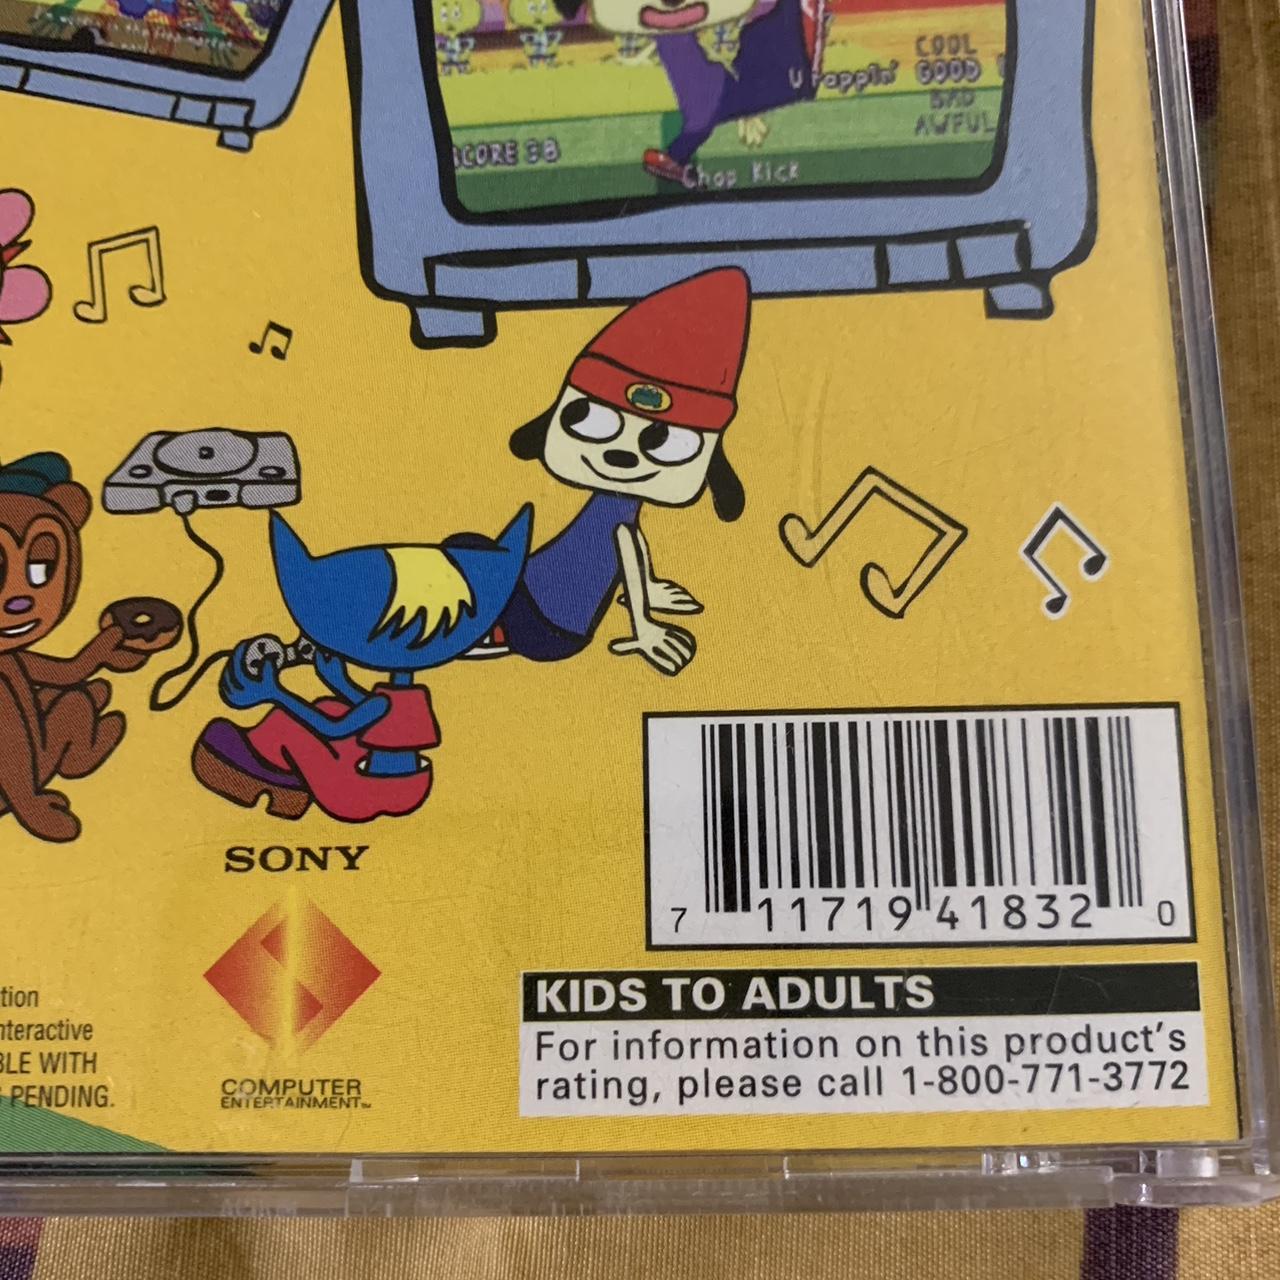 COOL
U rappin' GOOD
BAD
AWFUL
SCORE 38
Chop Kick
SONY
7 11719 41832 0
KIDS TO ADULTS
tion
nteractive
For information on this product's
BLE WITH
rating, please call 1-800-771-3772
PENDING.
COMPUTER
ENTERTAINMENT™